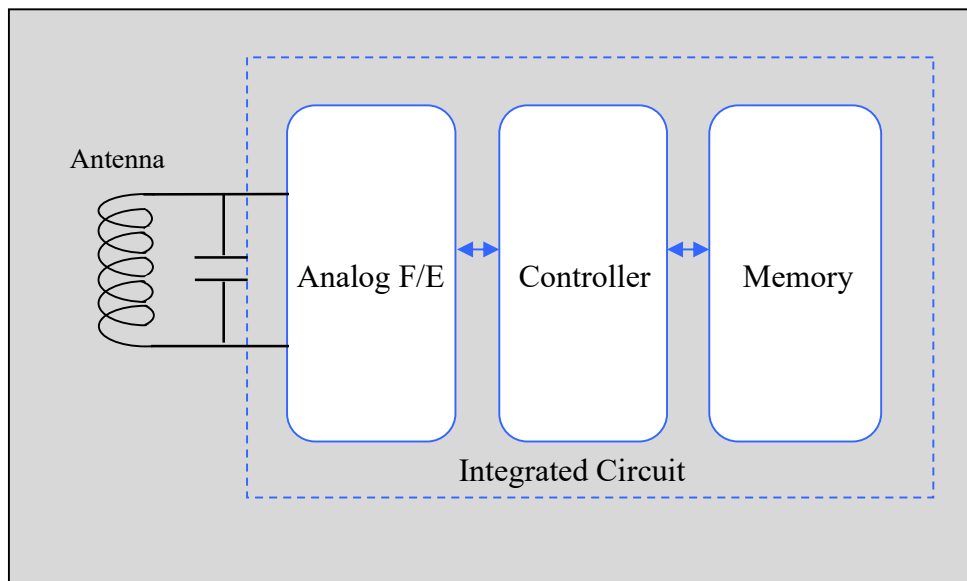 Antenna
Analog F/E
Controller
Memory
Integrated Circuit